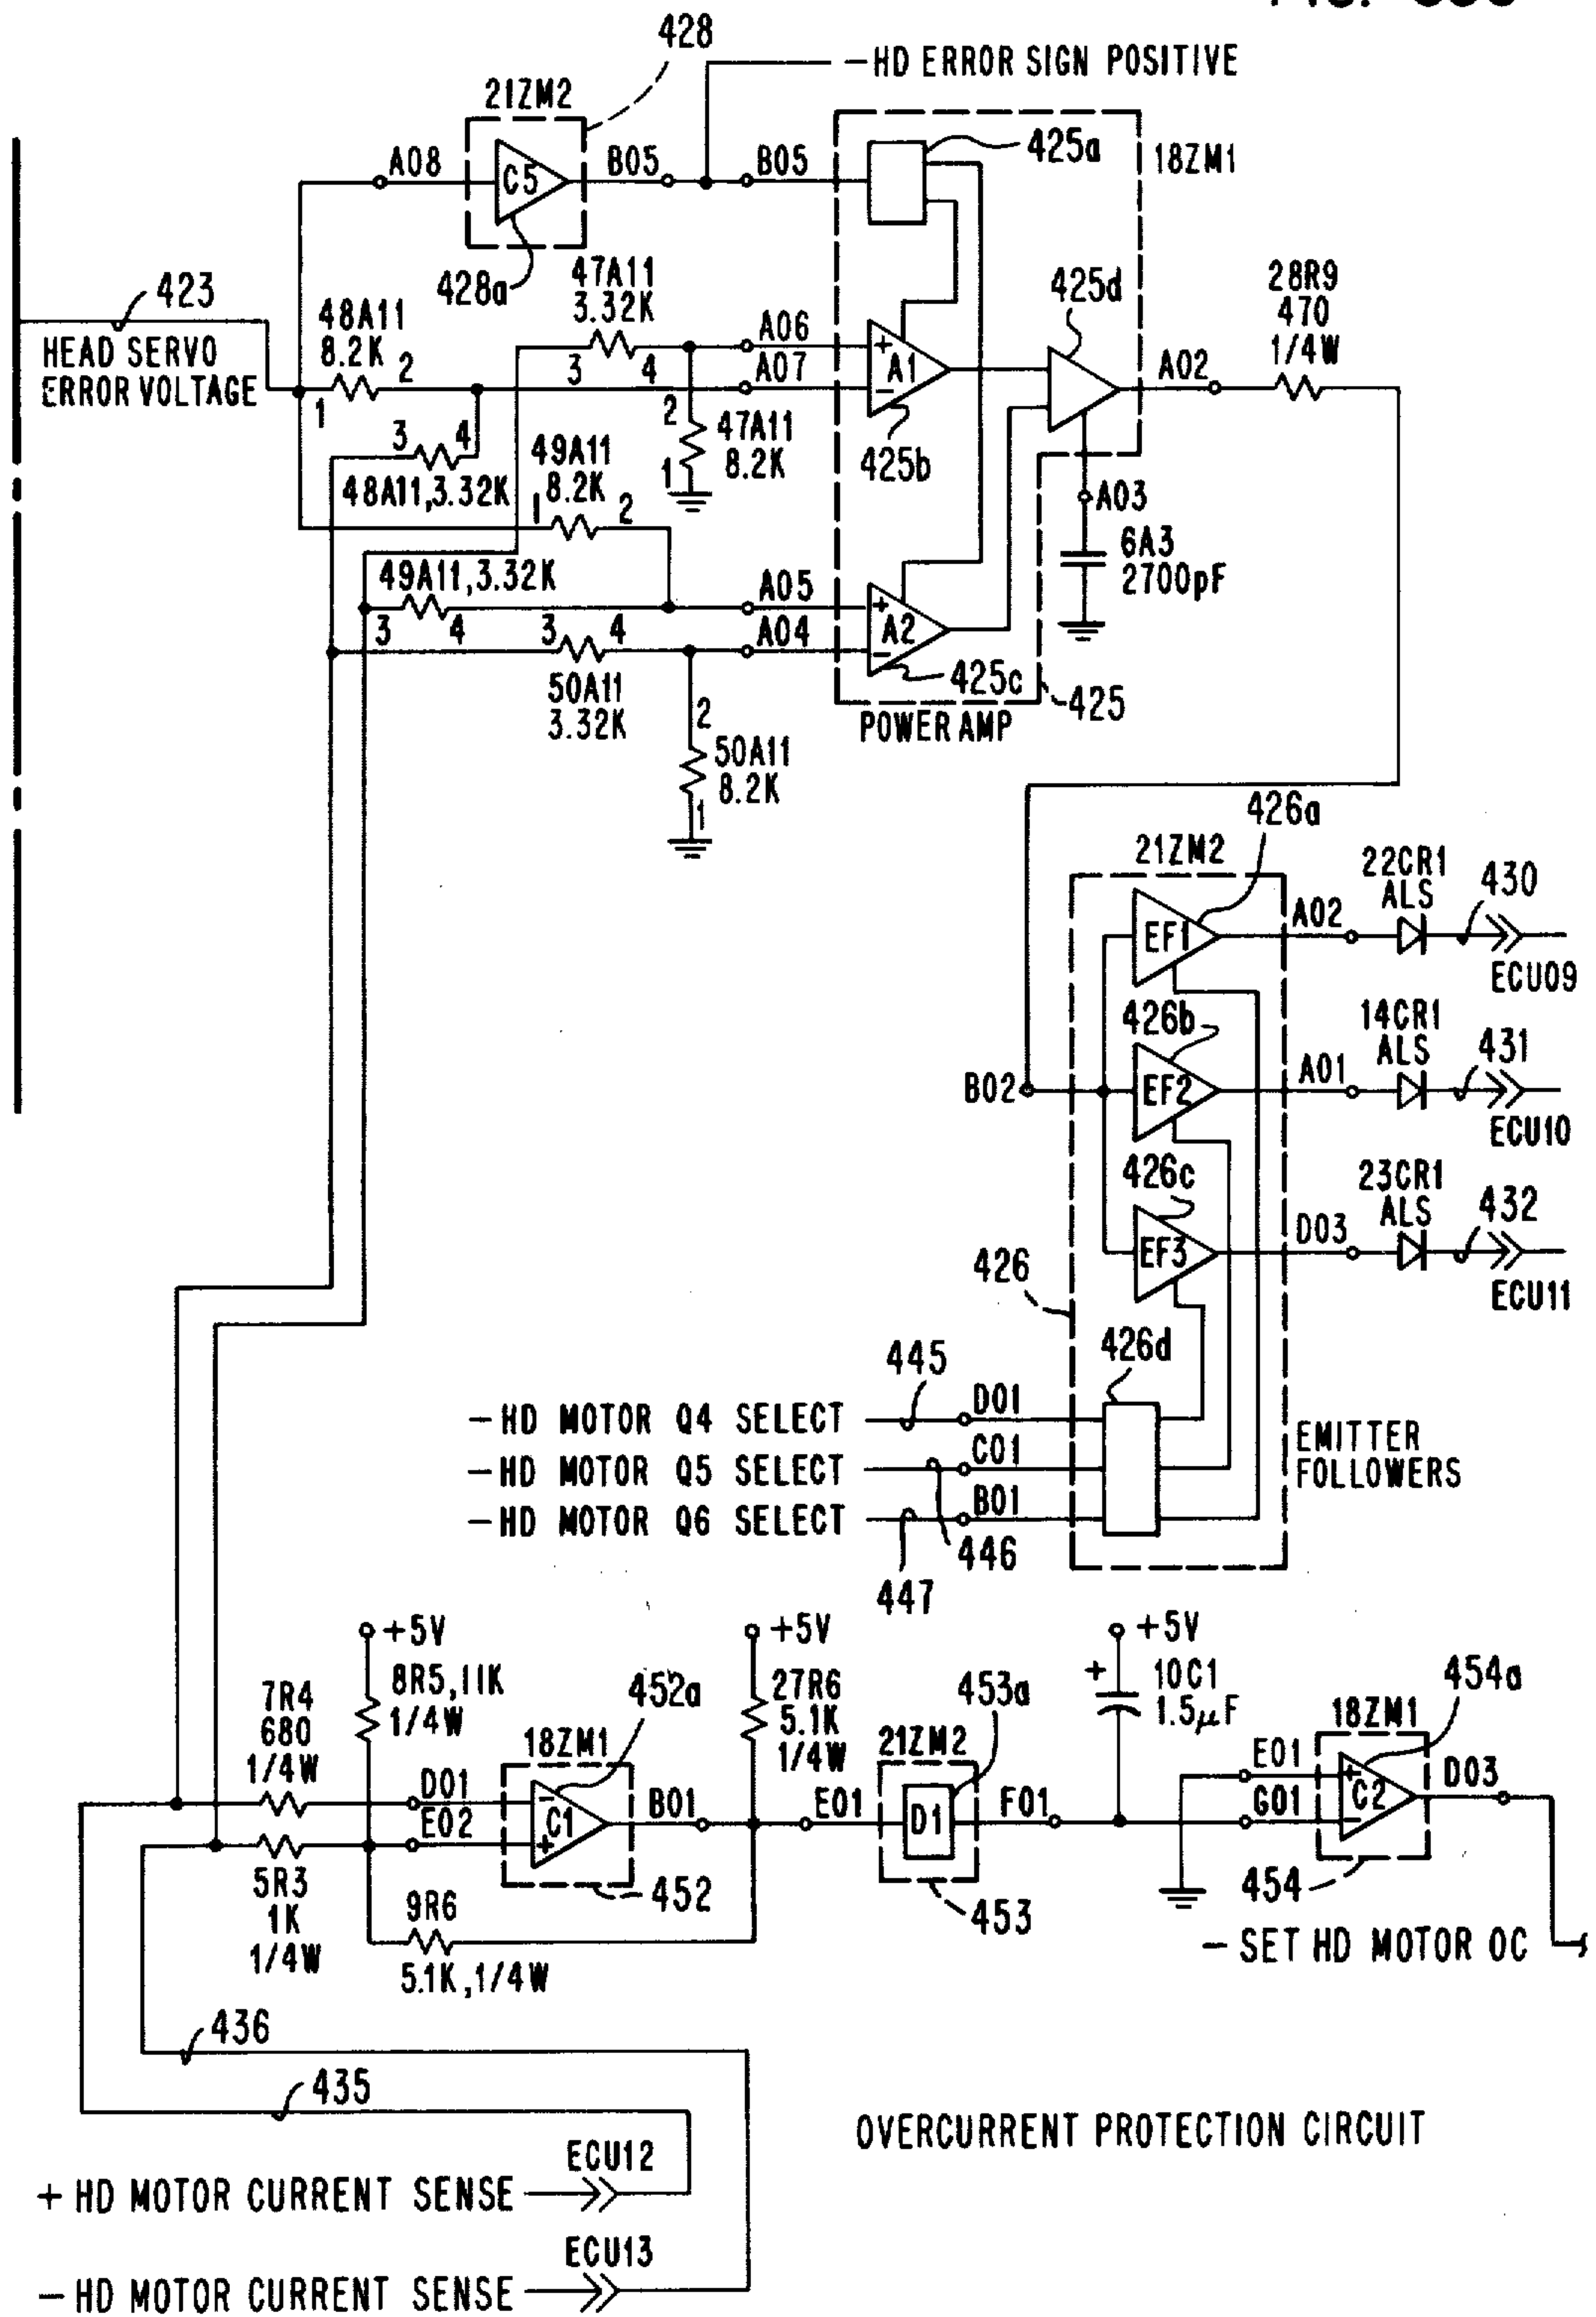 428
-HD ERROR SIGN POSITIVE
21ZM2
A08
C5
B05
B05
425a
18ZM1
428a
423
HEAD SERVO
ERROR VOLTAGE
48A11
8.2K
1
2
47A11
3.32K
3
4
A06
A07
+
A1
-
425b
425d
A02
28R9
470
1/4W
3
4
48A11,3.32K
2
1
47A11
8.2K
49A11
8.2K
1
2
A03
6A3
2700pF
49A11,3.32K
3
4
A05
A04
+
A2
-
425c
425
POWER AMP
3
4
50A11
3.32K
2
1
50A11
8.2K
426a
21ZM2
EF1
A02
22CR1
ALS
430
ECU09
426b
B02
EF2
A01
14CR1
ALS
431
ECU10
426c
EF3
D03
23CR1
ALS
432
ECU11
426
426d
445
-HD MOTOR Q4 SELECT
D01
-HD MOTOR Q5 SELECT
C01
-HD MOTOR Q6 SELECT
B01
446
447
EMITTER
FOLLOWERS
+5V
8R5,11K
1/4W
7R4
680
1/4W
D01
E02
18ZM1
452a
-
C1
+
B01
452
+5V
27R6
5.1K
1/4W
E01
21ZM2
453a
D1
F01
453
+5V
+
10C1
1.5μF
E01
G01
18ZM1
454a
+
C2
-
D03
454
5R3
1K
1/4W
9R6
5.1K,1/4W
-SET HD MOTOR OC
436
435
OVERCURRENT PROTECTION CIRCUIT
ECU12
+HD MOTOR CURRENT SENSE
ECU13
-HD MOTOR CURRENT SENSE